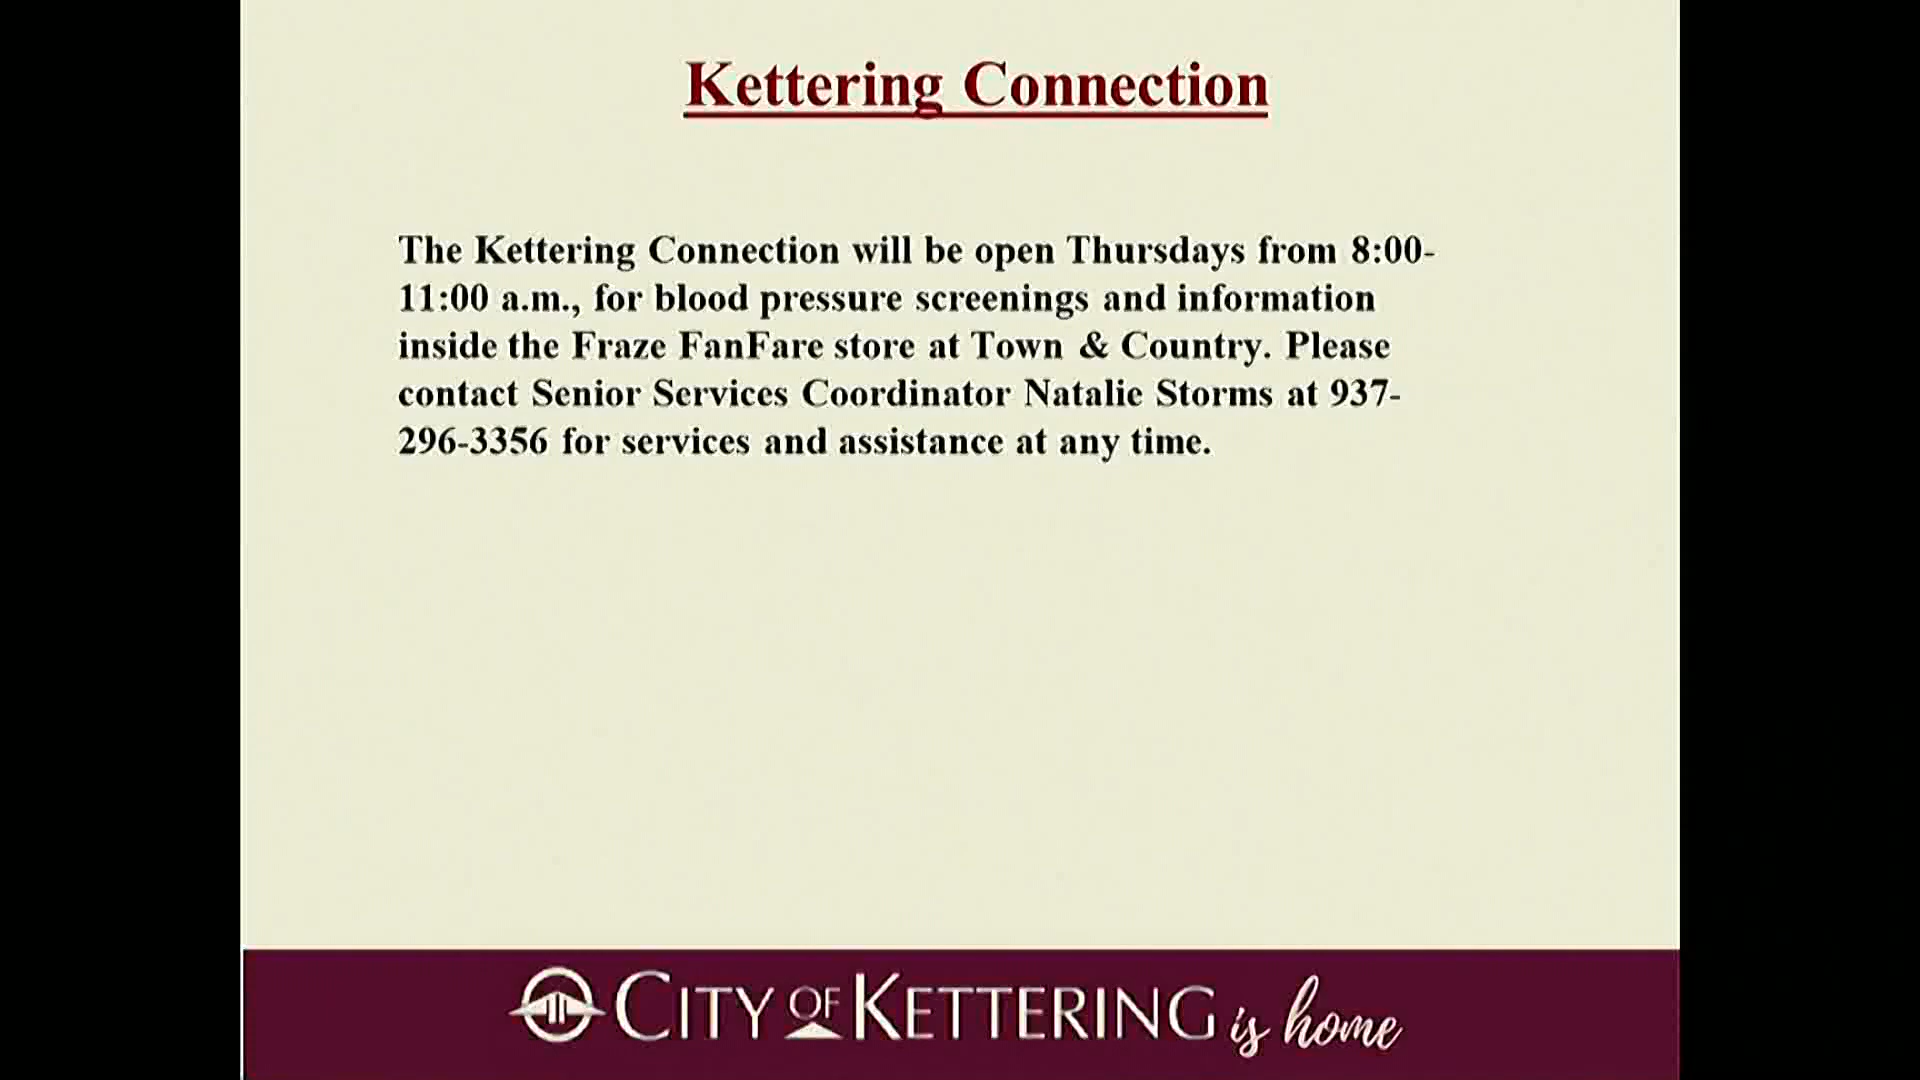 Kettering Connection
The Kettering Connection will be open Thursdays from 8:00-
11:00 a.m., for blood pressure screenings and information
inside the Fraze FanFare store at Town & Country. Please
contact Senior Services Coordinator Natalie Storms at 937-
296-3356 for services and assistance at any time.
CITY OF KETTERING is home